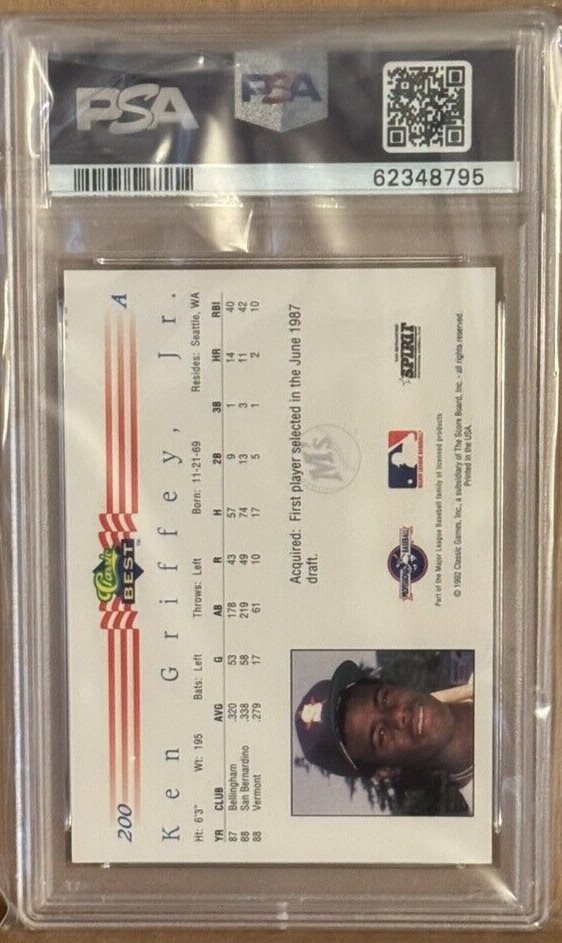 PSA
PSA
62348795
200
Classic
BEST™
A
Ken Griffey, Jr.
Ht: 6'3" Wt: 195 Bats: Left Throws: Left Born: 11-21-69 Resides: Seattle, WA
YR CLUB AVG G AB R H 2B 3B HR RBI
87 Bellingham .320 53 178 43 57 9 1 14 40
88 San Bernardino .338 58 219 49 74 13 3 11 42
88 Vermont .279 17 61 10 17 5 1 2 10
Acquired: First player selected in the June 1987
draft.
Ms
SPIRIT
Part of the Major League Baseball family of licensed products
© 1992 Classic Games, Inc., a subsidiary of The Score Board, Inc. - all rights reserved.
Printed in the USA.